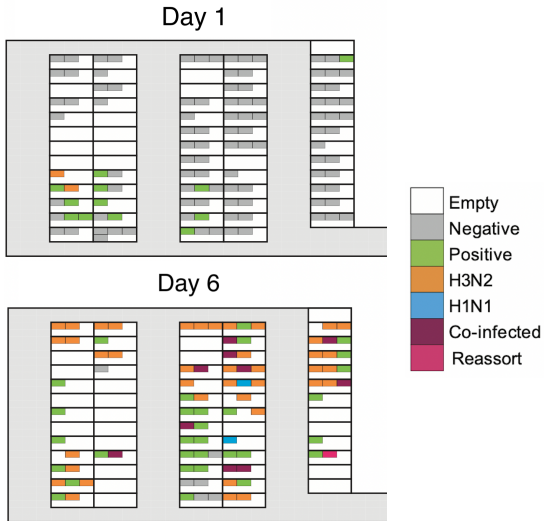 Day 1
Day 6
Empty
Negative
Positive
H3N2
H1N1
Co-infected
Reassort